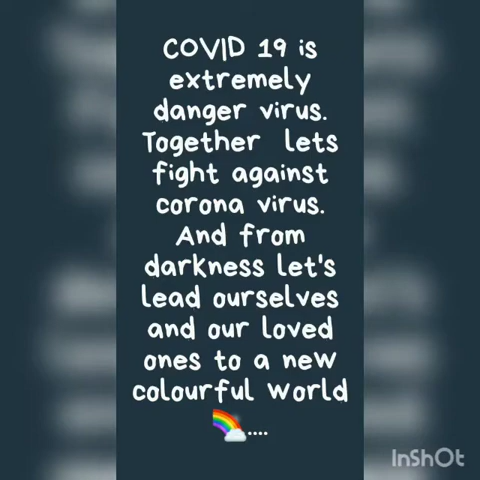 COVID 19 is
extremely
danger virus.
Together lets
fight against
corona virus.
And from
darkness let's
lead ourselves
and our loved
ones to a new
colourful world
🌈....
InShOt